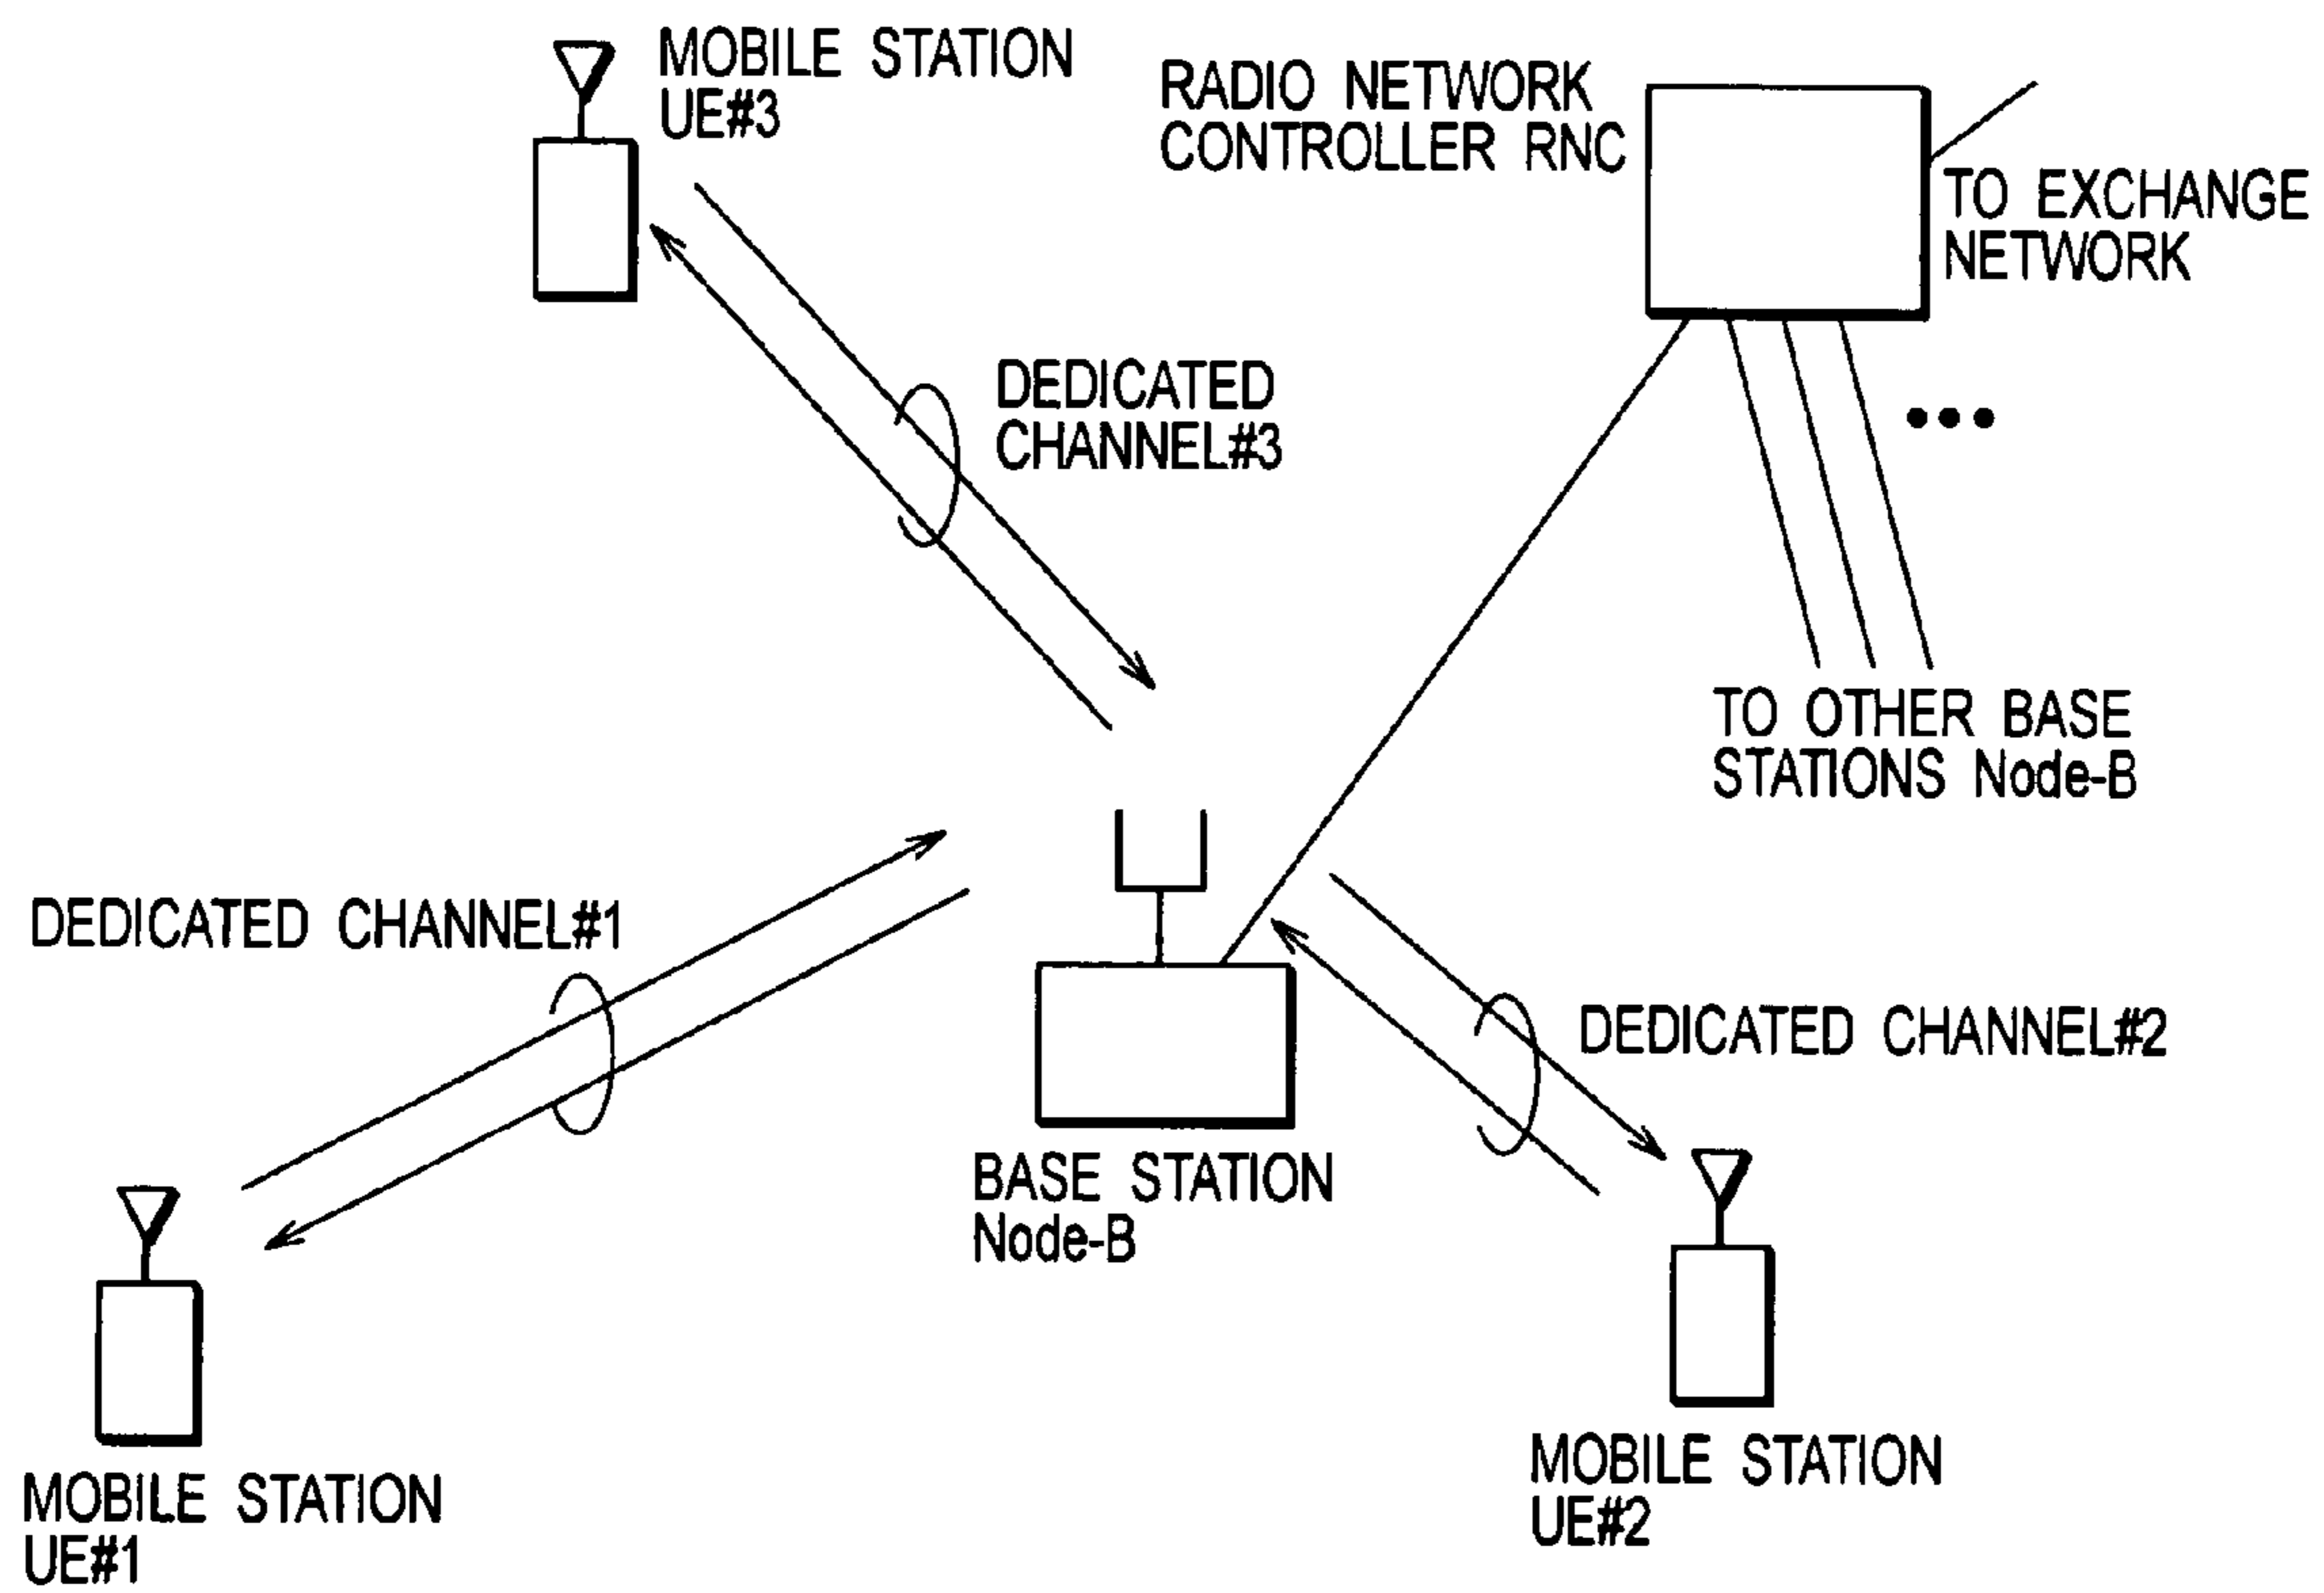 MOBILE STATION
UE#3
RADIO NETWORK
CONTROLLER RNC
TO EXCHANGE
NETWORK
DEDICATED
CHANNEL#3
TO OTHER BASE
STATIONS Node-B
DEDICATED CHANNEL#1
DEDICATED CHANNEL#2
BASE STATION
Node-B
MOBILE STATION
UE#1
MOBILE STATION
UE#2